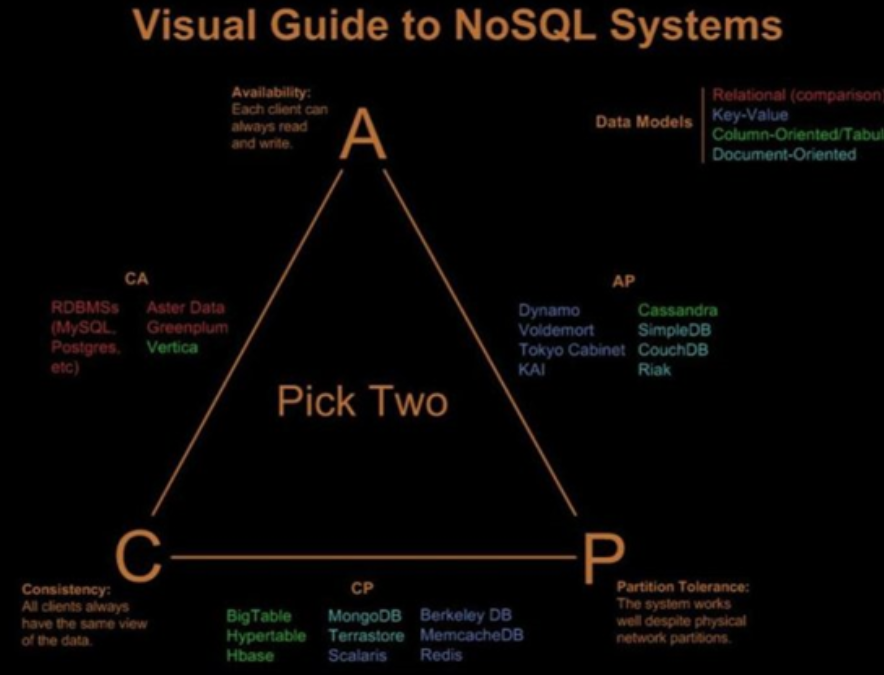 Visual Guide to NoSQL Systems
Availability:
Each client can
always read
and write.
A
Data Models
Relational (comparison)
Key-Value
Column-Oriented/Tabul
Document-Oriented
CA
RDBMSs
(MySQL,
Postgres,
etc)
Aster Data
Greenplum
Vertica
AP
Dynamo
Voldemort
Tokyo Cabinet
KAI
Cassandra
SimpleDB
CouchDB
Riak
Pick Two
C
Consistency:
All clients always
have the same view
of the data.
CP
BigTable
Hypertable
Hbase
MongoDB
Terrastore
Scalaris
Berkeley DB
MemcacheDB
Redis
P
Partition Tolerance:
The system works
well despite physical
network partitions.